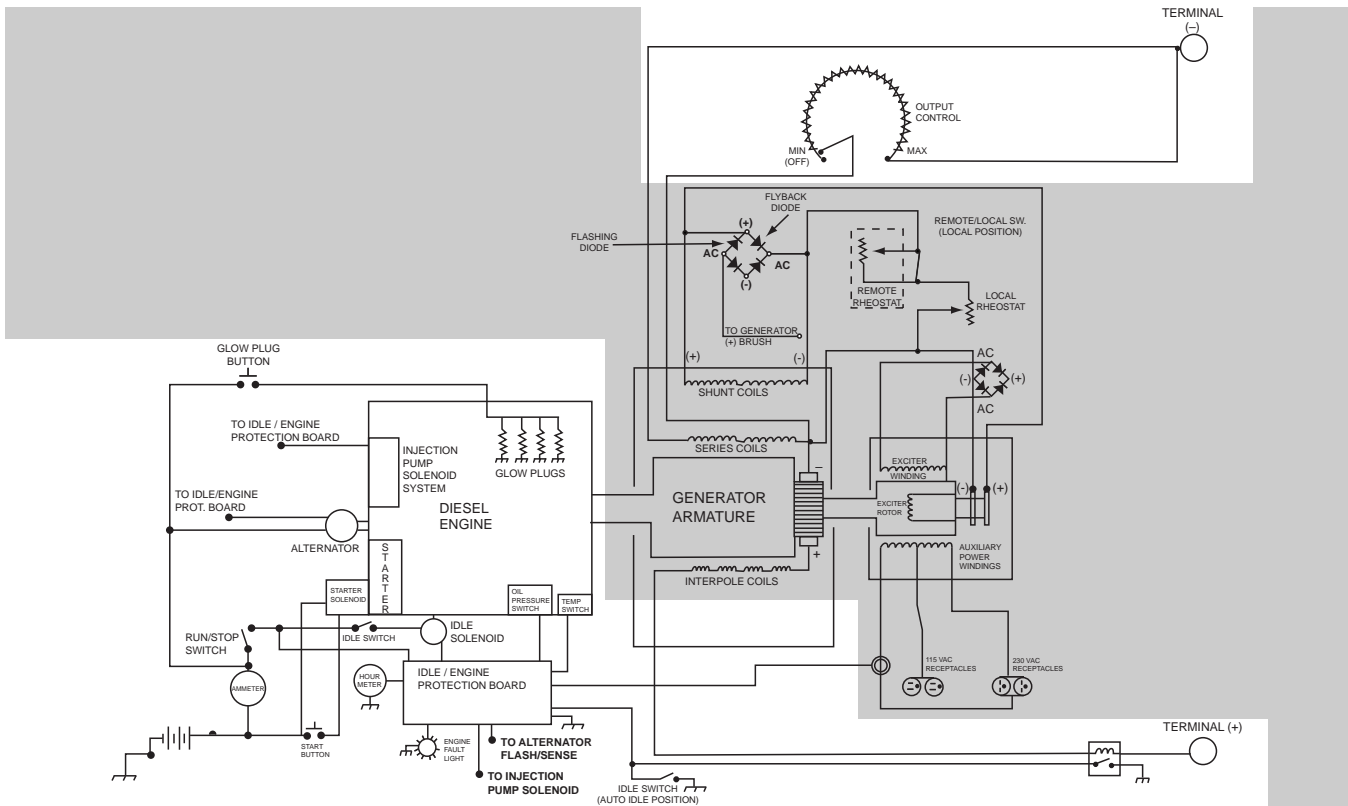 TERMINAL
(–)
OUTPUT
CONTROL
MIN
(OFF)
MAX
FLYBACK
DIODE
(+)
FLASHING
DIODE
AC
AC
(-)
REMOTE/LOCAL SW.
(LOCAL POSITION)
REMOTE
RHEOSTAT
LOCAL
RHEOSTAT
TO GENERATOR
(+) BRUSH
(+)
(-)
SHUNT COILS
AC
(-)
(+)
AC
GLOW PLUG
BUTTON
TO IDLE / ENGINE
PROTECTION BOARD
INJECTION
PUMP
SOLENOID
SYSTEM
GLOW PLUGS
SERIES COILS
–
GENERATOR
ARMATURE
+
INTERPOLE COILS
EXCITER
WINDING
(-)
(+)
EXCITER
ROTOR
AUXILIARY
POWER
WINDINGS
TO IDLE/ENGINE
PROT. BOARD
DIESEL
ENGINE
ALTERNATOR
STARTER
STARTER
SOLENOID
OIL
PRESSURE
SWITCH
TEMP
SWITCH
RUN/STOP
SWITCH
IDLE SWITCH
IDLE
SOLENOID
AMMETER
HOUR
METER
IDLE / ENGINE
PROTECTION BOARD
115 VAC
RECEPTACLES
230 VAC
RECEPTACLES
START
BUTTON
ENGINE
FAULT
LIGHT
TO ALTERNATOR
FLASH/SENSE
TO INJECTION
PUMP SOLENOID
IDLE SWITCH
(AUTO IDLE POSITION)
TERMINAL (+)